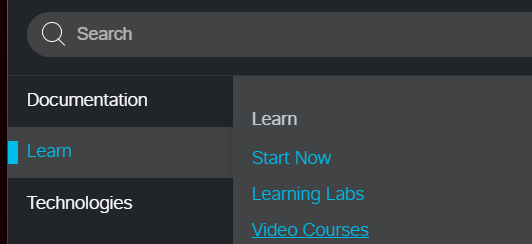 Search
Documentation
Learn
Technologies
Learn
Start Now
Learning Labs
Video Courses